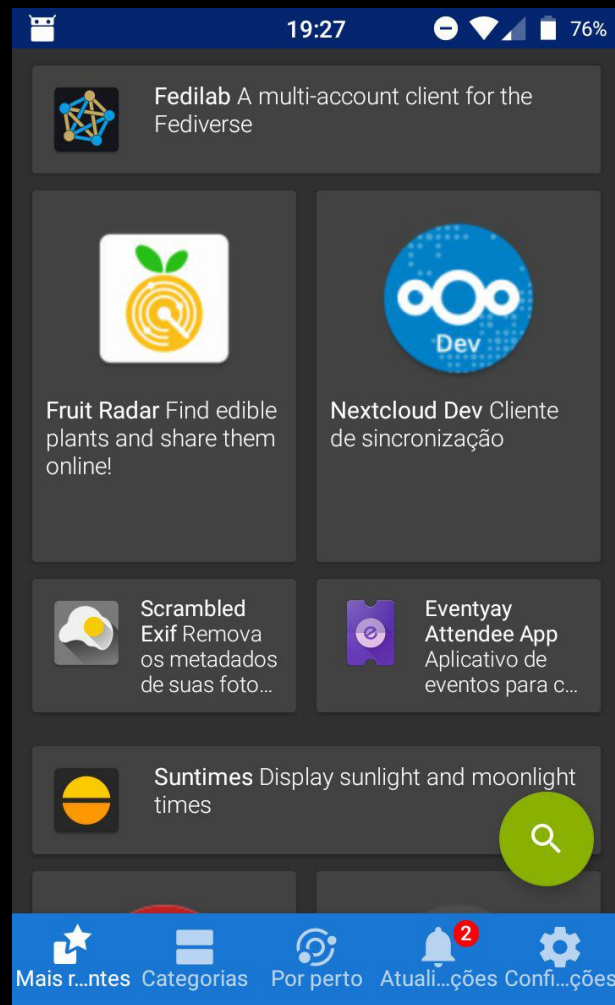 19:27
76%
Fedilab A multi-account client for the
Fediverse
Dev
Fruit Radar Find edible
plants and share them
online!
Nextcloud Dev Cliente
de sincronização
Scrambled
Exif Remova
os metadados
de suas foto...
e
Eventyay
Attendee App
Aplicativo de
eventos para c...
Suntimes Display sunlight and moonlight
times
2
Mais r...ntes
Categorias
Por perto
Atuali...ções
Confi...ções